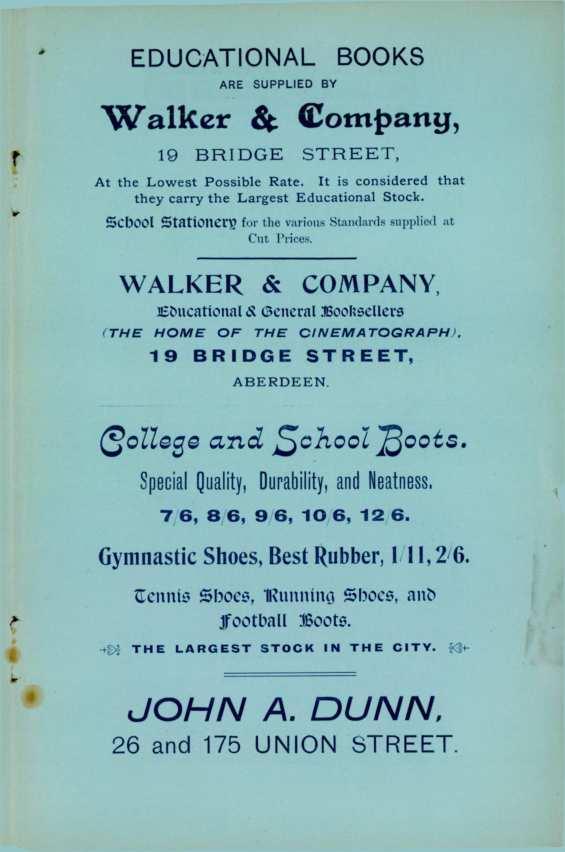 EDUCATIONAL BOOKS
ARE SUPPLIED BY
Walker & Company,
19 BRIDGE STREET,
At the Lowest Possible Rate. It is considered that
they carry the Largest Educational Stock.
School Stationery for the various Standards supplied at
Cut Prices.
WALKER & COMPANY,
Educational & General Booksellers
(THE HOME OF THE CINEMATOGRAPH),
19 BRIDGE STREET,
ABERDEEN.
College and School Boots.
Special Quality, Durability, and Neatness.
7/6, 8/6, 9/6, 10/6, 12/6.
Gymnastic Shoes, Best Rubber, 1/11, 2/6.
Tennis Shoes, Running Shoes, and
Football Boots.
THE LARGEST STOCK IN THE CITY.
JOHN A. DUNN,
26 and 175 UNION STREET.